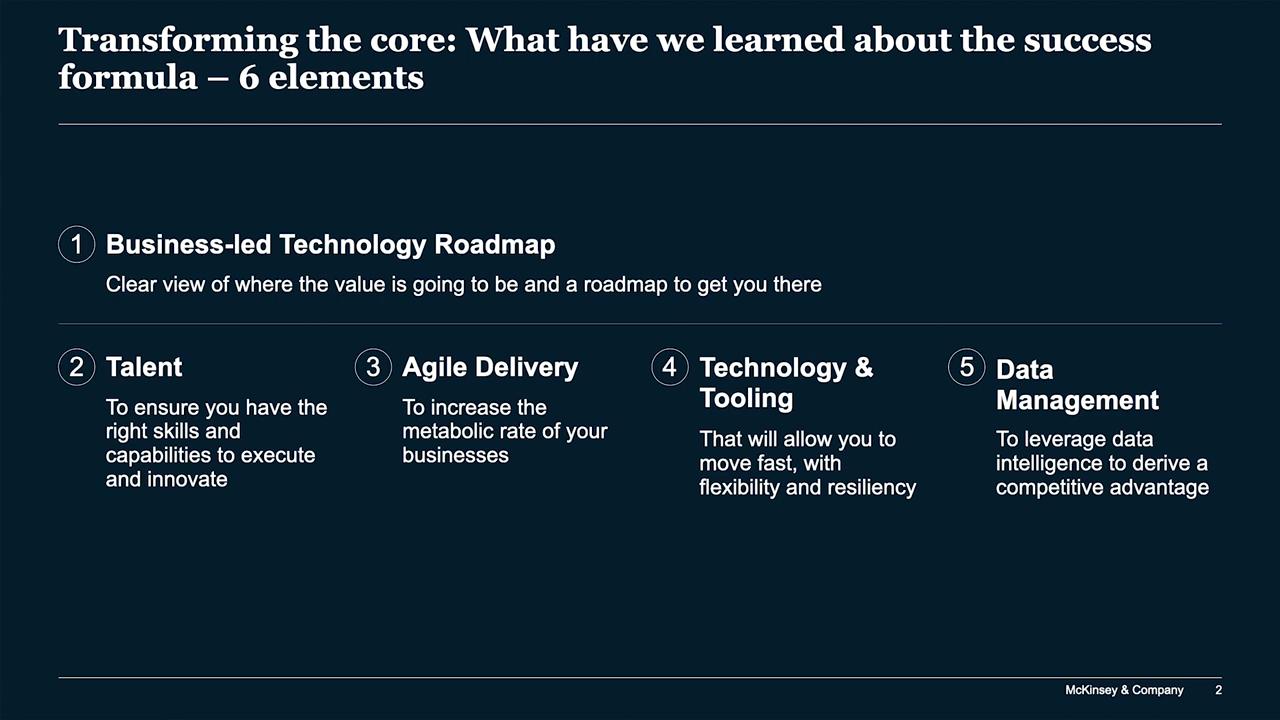 Transforming the core: What have we learned about the success
formula – 6 elements
1 Business-led Technology Roadmap
Clear view of where the value is going to be and a roadmap to get you there
2 Talent
To ensure you have the
right skills and
capabilities to execute
and innovate
3 Agile Delivery
To increase the
metabolic rate of your
businesses
4 Technology &
Tooling
That will allow you to
move fast, with
flexibility and resiliency
5 Data
Management
To leverage data
intelligence to derive a
competitive advantage
McKinsey & Company 2